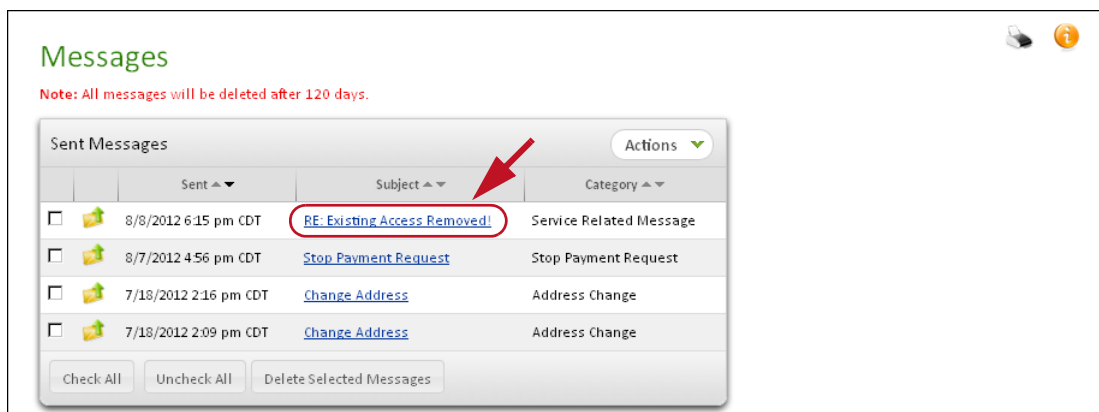 Messages
Note: All messages will be deleted after 120 days.
Sent Messages
Actions
Sent Subject Category
8/8/2012 6:15 pm CDT RE: Existing Access Removed! Service Related Message
8/7/2012 4:56 pm CDT Stop Payment Request Stop Payment Request
7/18/2012 2:16 pm CDT Change Address Address Change
7/18/2012 2:09 pm CDT Change Address Address Change
Check All Uncheck All Delete Selected Messages